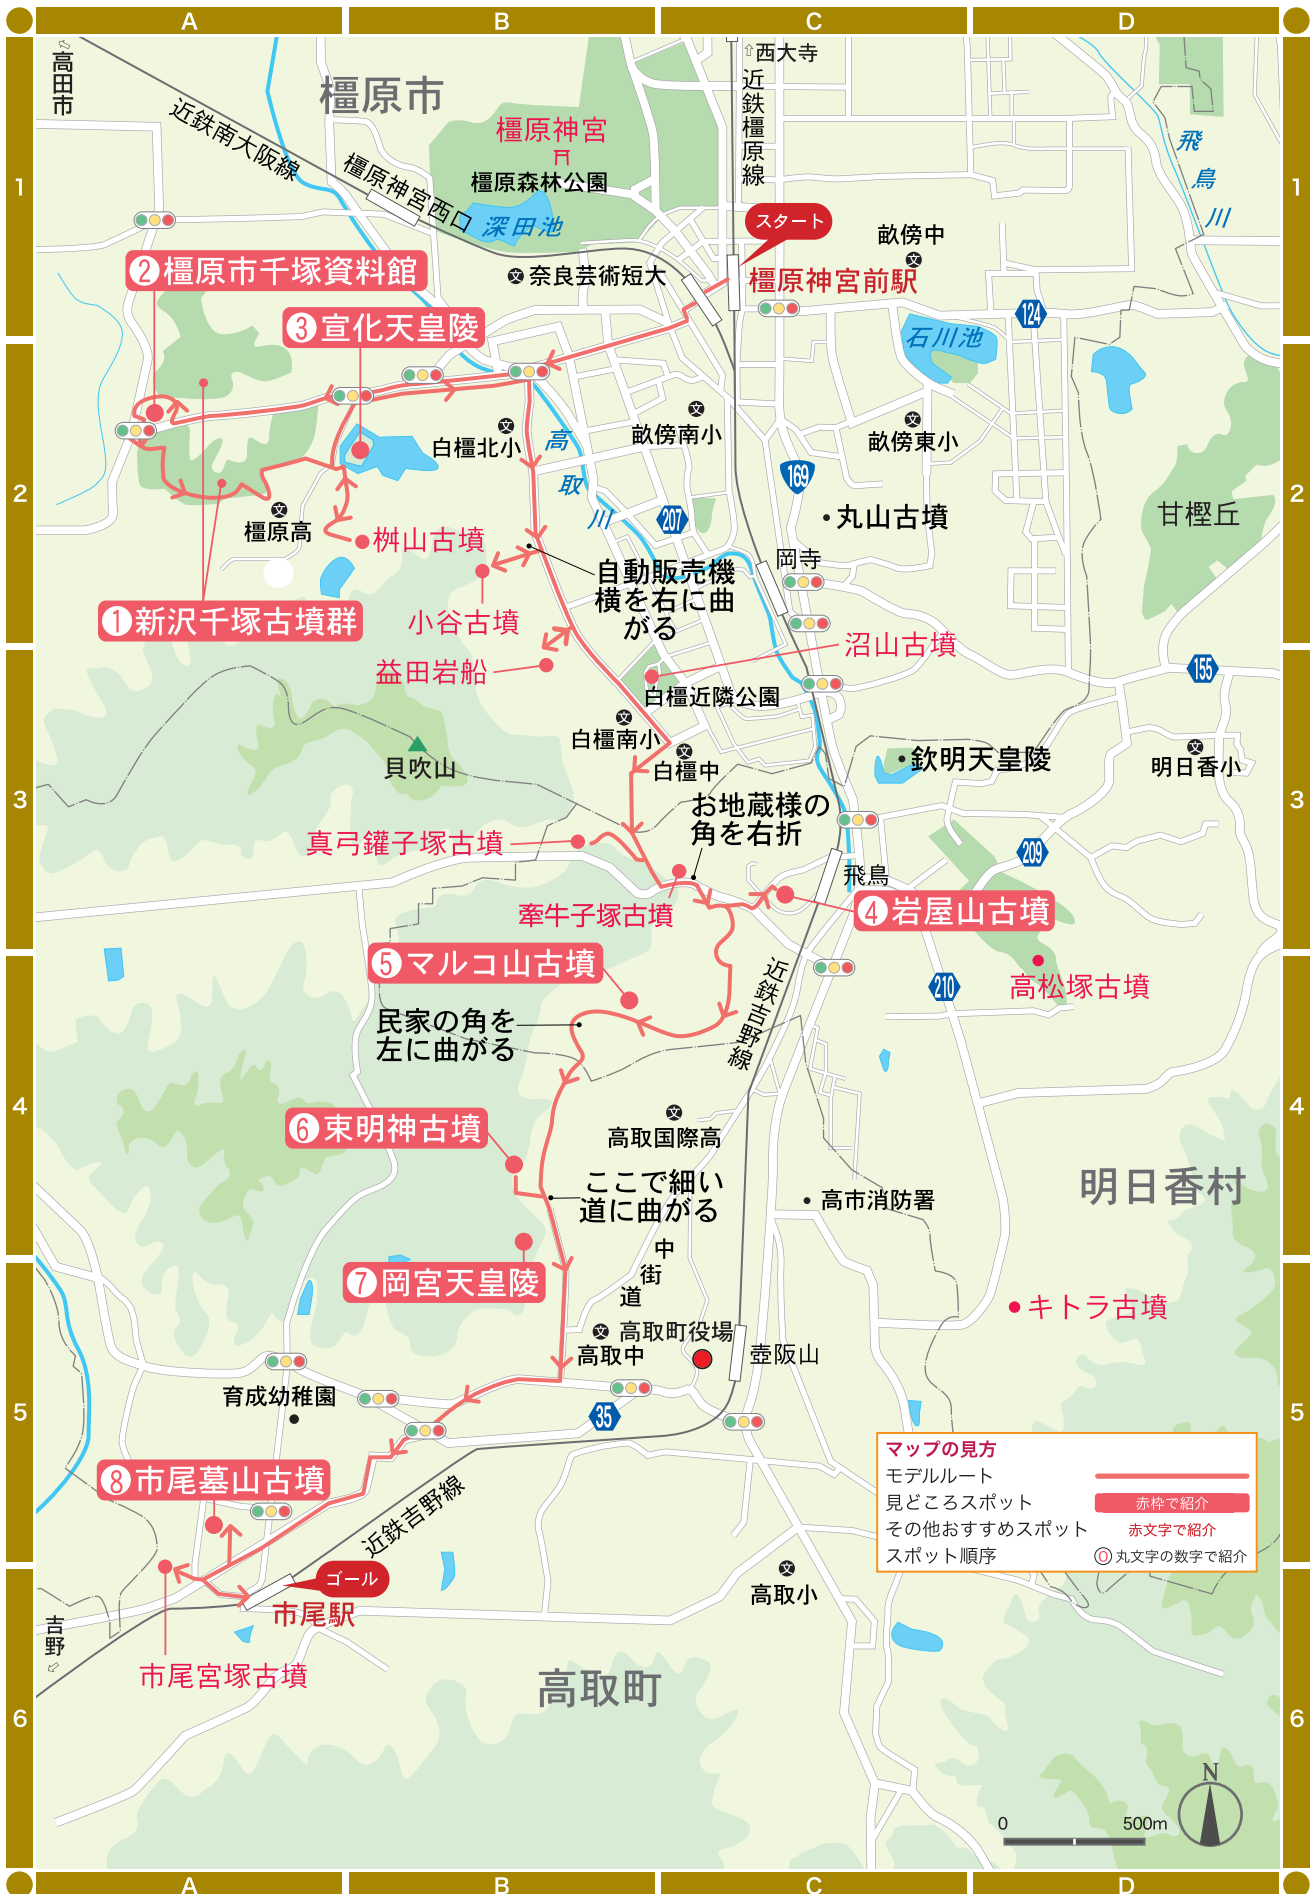 A
B
C
D
1
2
3
4
5
6
高田市
橿原市
近鉄南大阪線
橿原神宮
橿原森林公園
橿原神宮西口
深田池
⇧西大寺
近鉄橿原線
飛鳥川
スタート
畝傍中
文
橿原神宮前駅
文 奈良芸術短大
124
石川池
②橿原市千塚資料館
③宣化天皇陵
文
白橿北小
高取川
文
畝傍南小
文
畝傍東小
169
207
丸山古墳
甘樫丘
文
橿原高
桝山古墳
小谷古墳
自動販売機
横を右に曲
がる
岡寺
①新沢千塚古墳群
沼山古墳
益田岩船
155
白橿近隣公園
文
白橿南小
文
白橿中
貝吹山
欽明天皇陵
文
明日香小
お地蔵様の
角を右折
真弓鑵子塚古墳
209
飛鳥
牽牛子塚古墳
④岩屋山古墳
⑤マルコ山古墳
近鉄吉野線
210
高松塚古墳
民家の角を
左に曲がる
⑥束明神古墳
文
高取国際高
ここで細い
道に曲がる
高市消防署
明日香村
中街道
⑦岡宮天皇陵
キトラ古墳
文
高取中
高取町役場
壺阪山
育成幼稚園
35
⑧市尾墓山古墳
近鉄吉野線
マップの見方
モデルルート
見どころスポット 赤枠で紹介
その他おすすめスポット 赤文字で紹介
スポット順序 ⓪丸文字の数字で紹介
ゴール
市尾駅
文
高取小
吉野
市尾宮塚古墳
高取町
N
0 500m
1
2
3
4
5
6
A
B
C
D